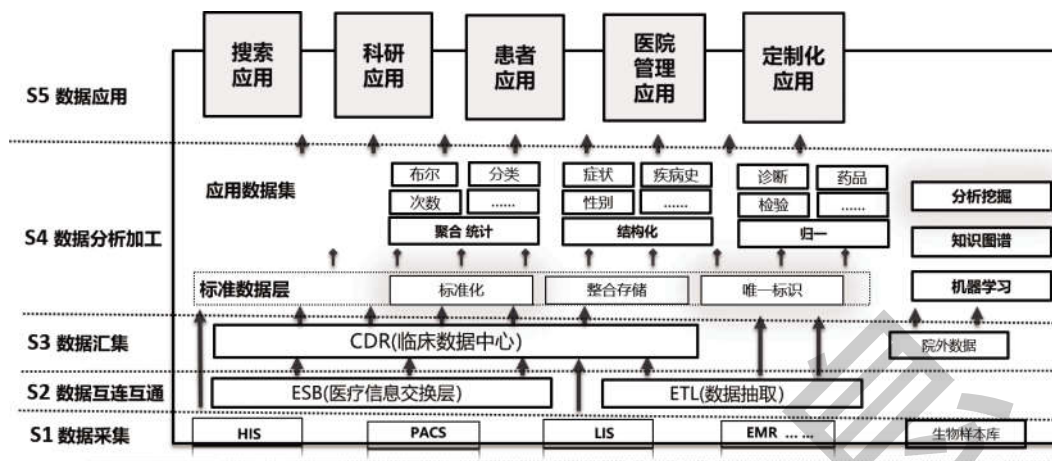 搜索
应用
科研
应用
患者
应用
医院
管理
应用
定制化
应用
S5 数据应用
应用数据集
布尔
分类
次数
......
聚合 统计
症状
疾病史
性别
......
结构化
诊断
药品
检验
......
归一
分析挖掘
知识图谱
机器学习
S4 数据分析加工
标准数据层
标准化
整合存储
唯一标识
S3 数据汇集
CDR(临床数据中心)
院外数据
S2 数据互连互通
ESB(医疗信息交换层)
ETL(数据抽取)
S1 数据采集
HIS
PACS
LIS
EMR ... ...
生物样本库